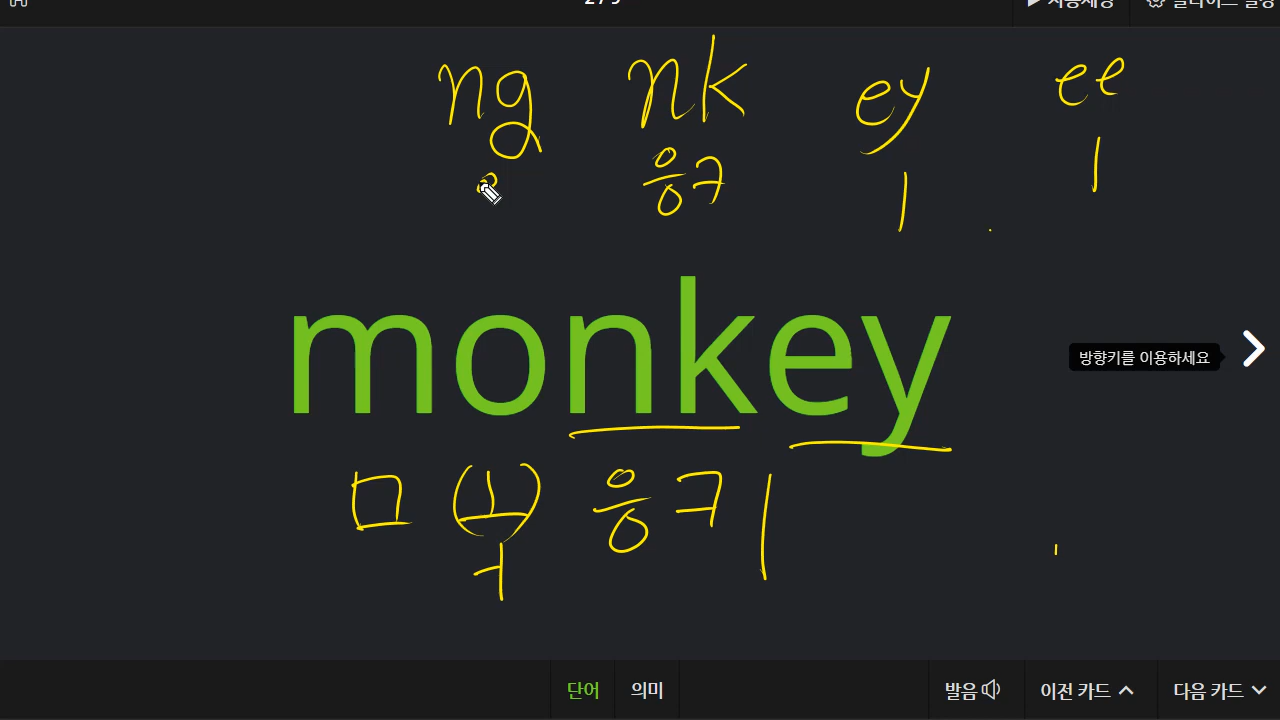 ng nk ey ee
응ㅋ ㅣ ㅣ
monkey
방향키를 이용하세요
ㅁ (ㅗ) 응ㅋㅣ
ㅓ
단어 의미 발음 이전 카드 다음 카드